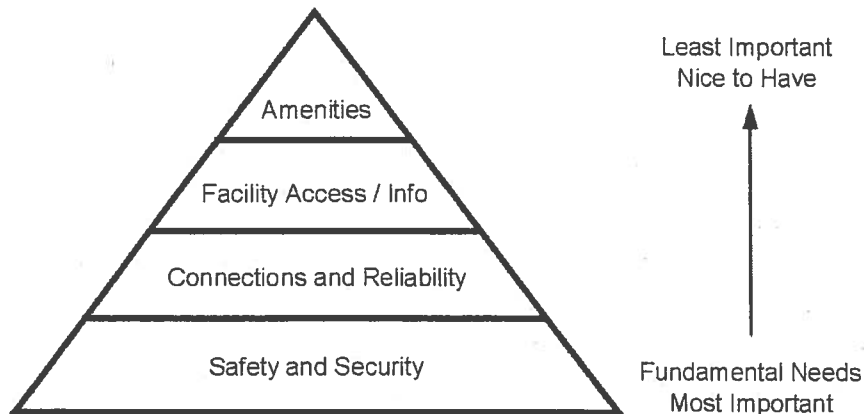 Least Important
Nice to Have
Amenities
Facility Access / Info
Connections and Reliability
Safety and Security
Fundamental Needs
Most Important